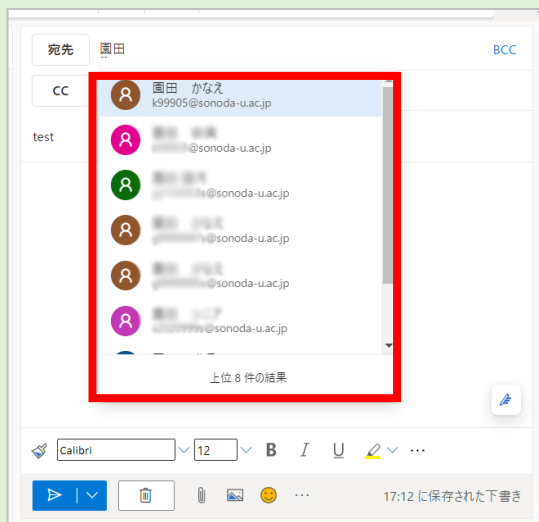 宛先 園田 BCC
CC
園田 かなえ
k99905@sonoda-u.ac.jp
test
@sonoda-u.ac.jp
@sonoda-u.ac.jp
@sonoda-u.ac.jp
@sonoda-u.ac.jp
@sonoda-u.ac.jp
上位 8 件の結果
Calibri 12 B I U
17:12 に保存された下書き